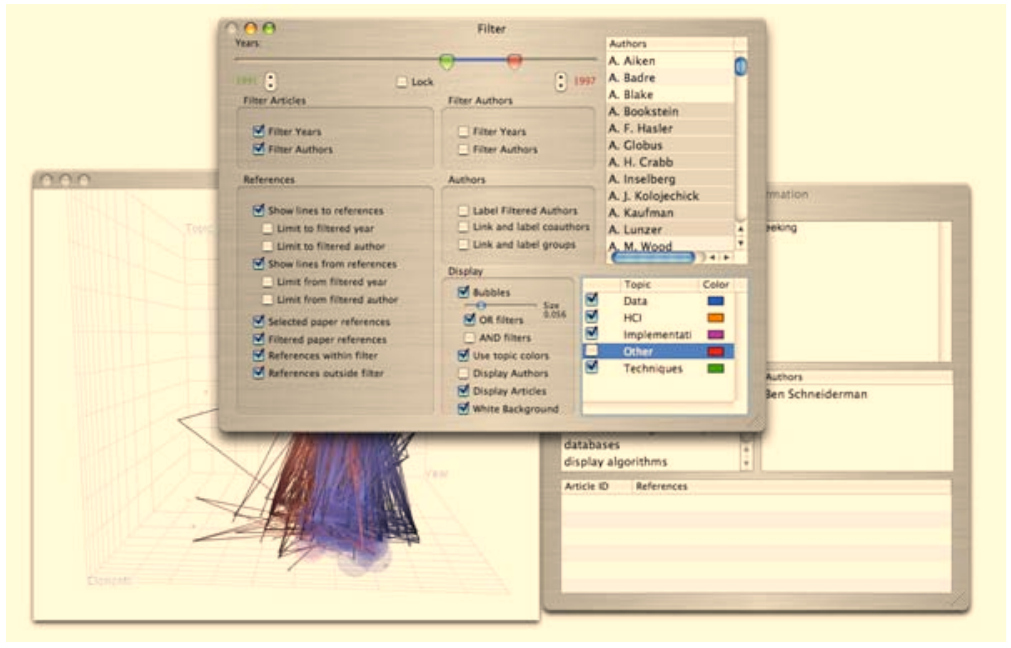 Filter
Years:
1991
Lock
1997
Filter Articles
Filter Years
Filter Authors
Filter Authors
Filter Years
Filter Authors
References
Show lines to references
Limit to filtered year
Limit to filtered author
Show lines from references
Limit from filtered year
Limit from filtered author
Selected paper references
Filtered paper references
References within filter
References outside filter
Authors
Label Filtered Authors
Link and label coauthors
Link and label groups
Display
Bubbles
Size
0.056
OR filters
AND filters
Use topic colors
Display Authors
Display Articles
White Background
Authors
A. Aiken
A. Badre
A. Blake
A. Bookstein
A. F. Hasler
A. Globus
A. H. Crabb
A. Inselberg
A. J. Kolojechick
A. Kaufman
A. Lunzer
A. M. Wood
Topic Color
Data
HCI
Implementati
Other
Techniques
rmation
eeking
Authors
Ben Schneiderman
databases
display algorithms
Article ID References
Year